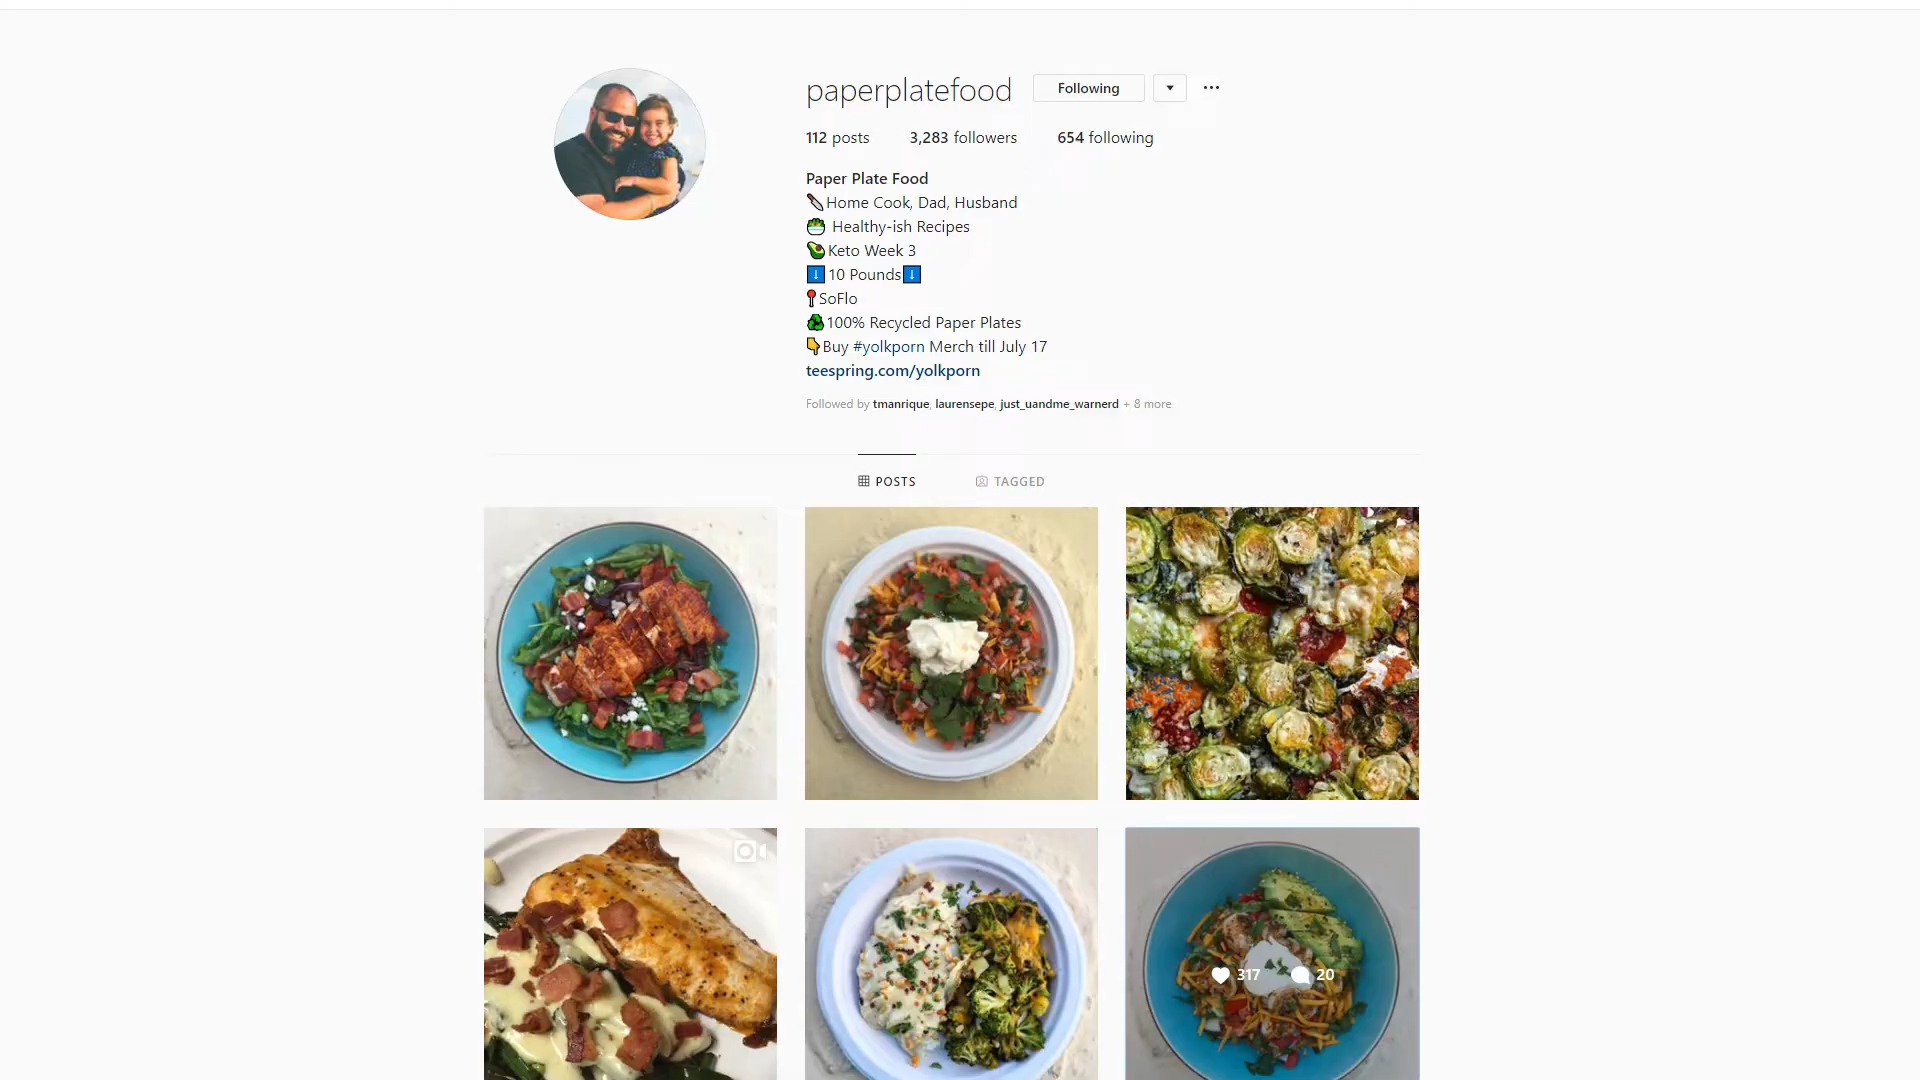 paperplatefood Following
112 posts 3,283 followers 654 following
Paper Plate Food
Home Cook, Dad, Husband
Healthy-ish Recipes
Keto Week 3
10 Pounds
SoFlo
100% Recycled Paper Plates
Buy #yolkporn Merch till July 17
teespring.com/yolkporn
Followed by tmanrique, laurensepe, just_uandme_warnerd + 8 more
POSTS TAGGED
317 20